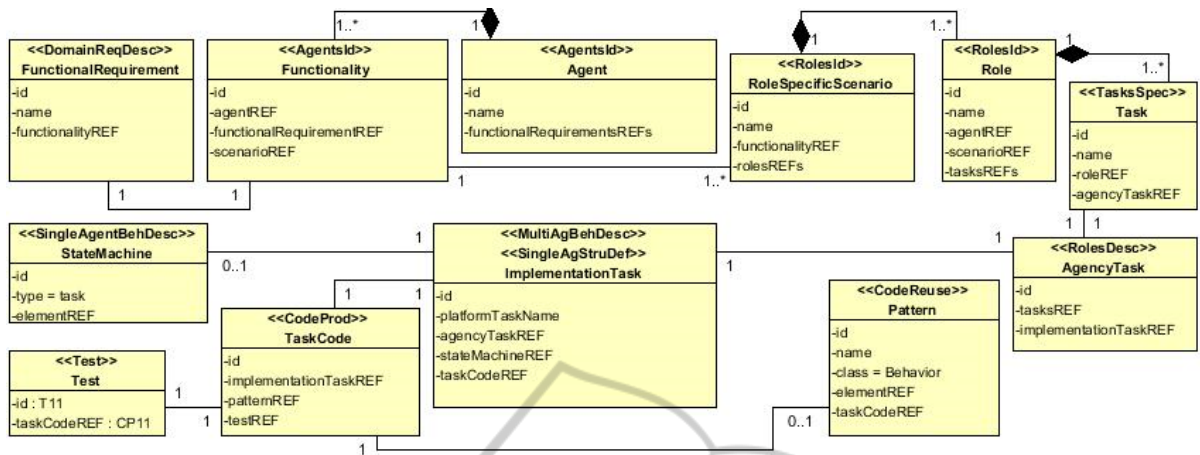 1..*
1
1
1..*
<<DomainReqDesc>>
FunctionalRequirement
-id
-name
-functionalityREF
<<AgentsId>>
Functionality
-id
-agentREF
-functionalRequirementREF
-scenarioREF
<<AgentsId>>
Agent
-id
-name
-functionalRequirementsREFs
<<RolesId>>
RoleSpecificScenario
-id
-name
-functionalityREF
-rolesREFs
<<RolesId>>
Role
-id
-name
-agentREF
-scenarioREF
-tasksREFs
1
1..*
<<TasksSpec>>
Task
-id
-name
-roleREF
-agencyTaskREF
1
1
1
1..*
<<SingleAgentBehDesc>>
StateMachine
-id
-type = task
-elementREF
1
0..1
<<MultiAgBehDesc>>
<<SingleAgStruDef>>
ImplementationTask
-id
-platformTaskName
-agencyTaskREF
-stateMachineREF
-taskCodeREF
1
1
1
1
<<RolesDesc>>
AgencyTask
-id
-tasksREF
-implementationTaskREF
1
1
<<CodeProd>>
TaskCode
-id
-implementationTaskREF
-patternREF
-testREF
<<CodeReuse>>
Pattern
-id
-name
-class = Behavior
-elementREF
-taskCodeREF
<<Test>>
Test
-id : T11
-taskCodeREF : CP11
1
1
1
0..1